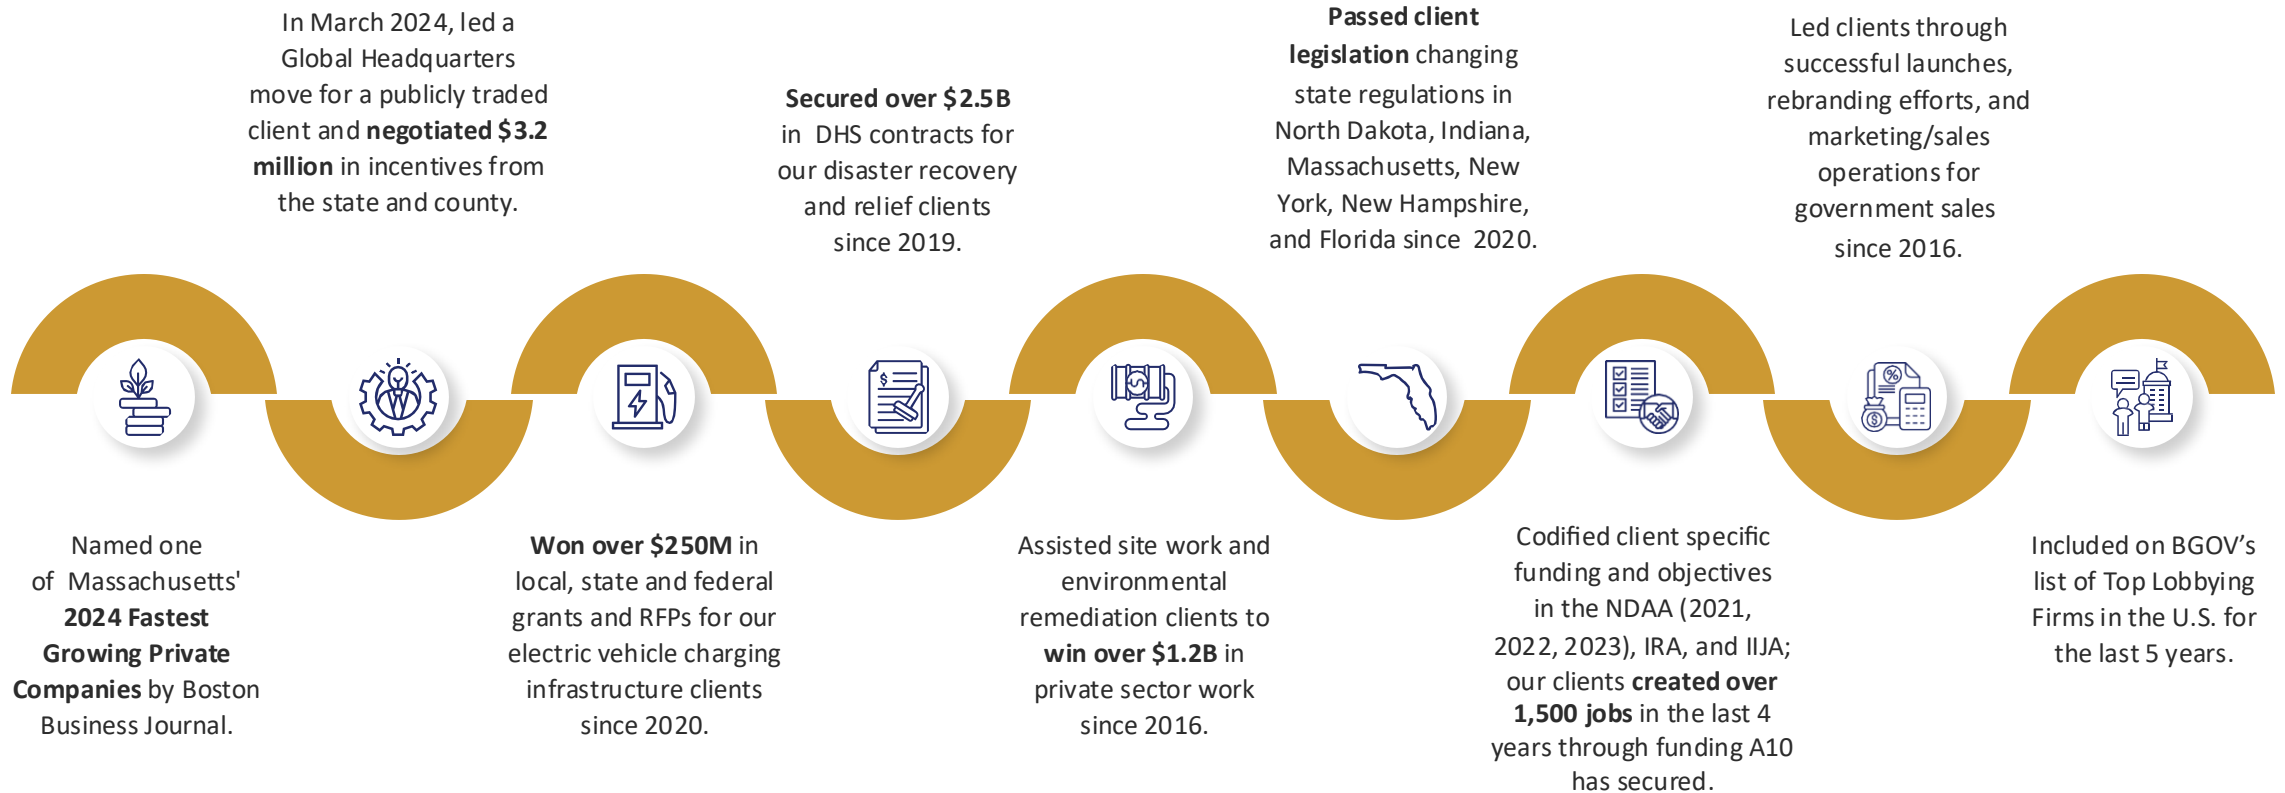 Named one
of Massachusetts'
2024 Fastest
Growing Private
Companies by Boston
Business Journal.
In March 2024, led a
Global Headquarters
move for a publicly traded
client and negotiated $3.2
million in incentives from
the state and county.
Won over $250M in
local, state and federal
grants and RFPs for our
electric vehicle charging
infrastructure clients
since 2020.
Secured over $2.5B
in DHS contracts for
our disaster recovery
and relief clients
since 2019.
Assisted site work and
environmental
remediation clients to
win over $1.2B in
private sector work
since 2016.
Passed client
legislation changing
state regulations in
North Dakota, Indiana,
Massachusetts, New
York, New Hampshire,
and Florida since 2020.
Codified client specific
funding and objectives
in the NDAA (2021,
2022, 2023), IRA, and IIJA;
our clients created over
1,500 jobs in the last 4
years through funding A10
has secured.
Led clients through
successful launches,
rebranding efforts, and
marketing/sales
operations for
government sales
since 2016.
Included on BGOV’s
list of Top Lobbying
Firms in the U.S. for
the last 5 years.